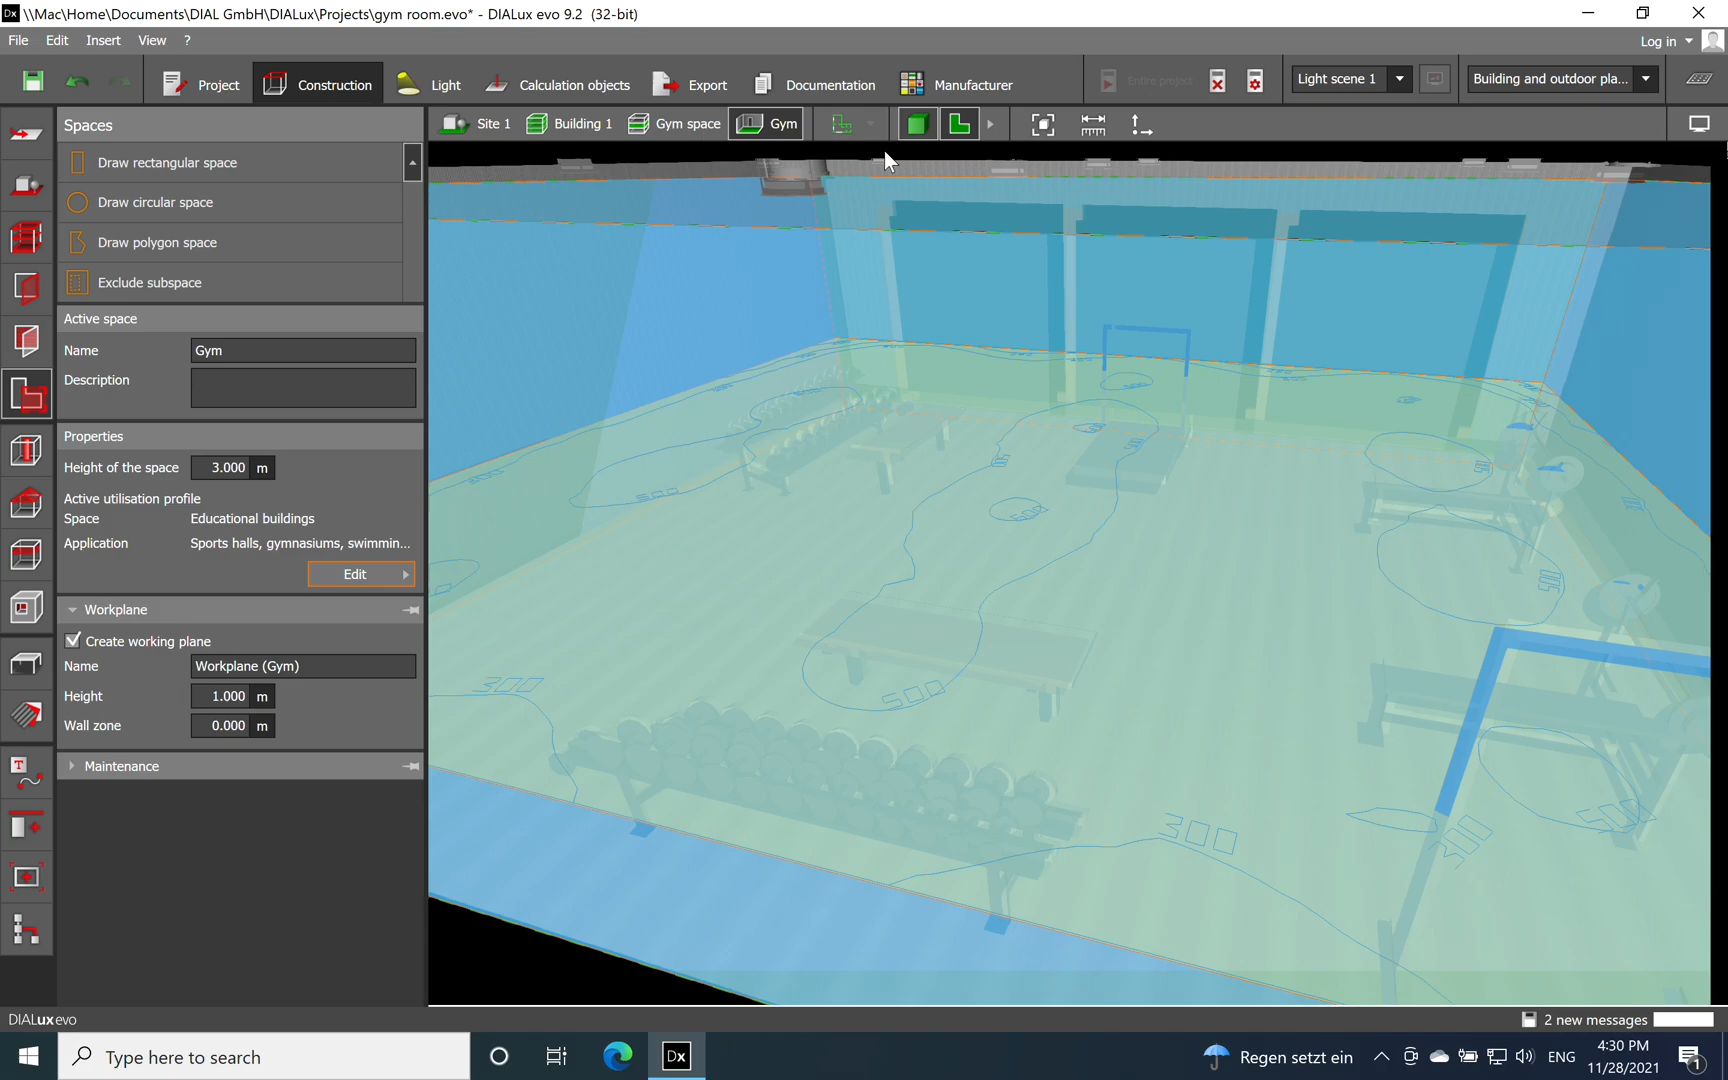 Dx \\Mac\Home\Documents\DIAL GmbH\DIALux\Projects\gym room.evo* - DIALux evo 9.2 (32-bit)
File Edit Insert View ? Log in
Project Construction Light Calculation objects Export Documentation Manufacturer Entire project Light scene 1 Building and outdoor pla...
Spaces
Site 1 Building 1 Gym space Gym
Draw rectangular space
Draw circular space
Draw polygon space
Exclude subspace
Active space
Name Gym
Description
Properties
Height of the space 3.000 m
Active utilisation profile
Space Educational buildings
Application Sports halls, gymnasiums, swimmin...
Edit
Workplane
Create working plane
Name Workplane (Gym)
Height 1.000 m
Wall zone 0.000 m
Maintenance
500
500
300
500
300
DIALux evo
2 new messages
Type here to search
Dx
Regen setzt ein
ENG
4:30 PM
11/28/2021
1